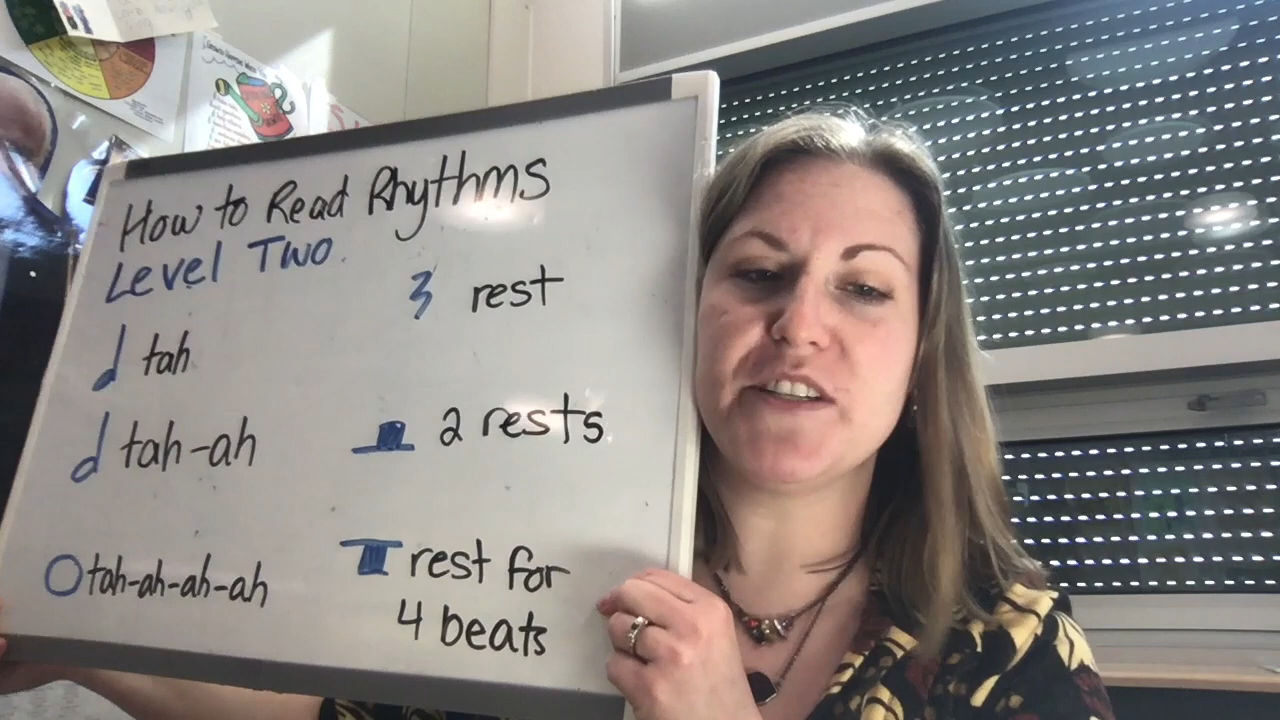 How to Read Rhythms
Level Two.
tah
rest
tah-ah
2 rests
tah-ah-ah-ah
rest for
4 beats